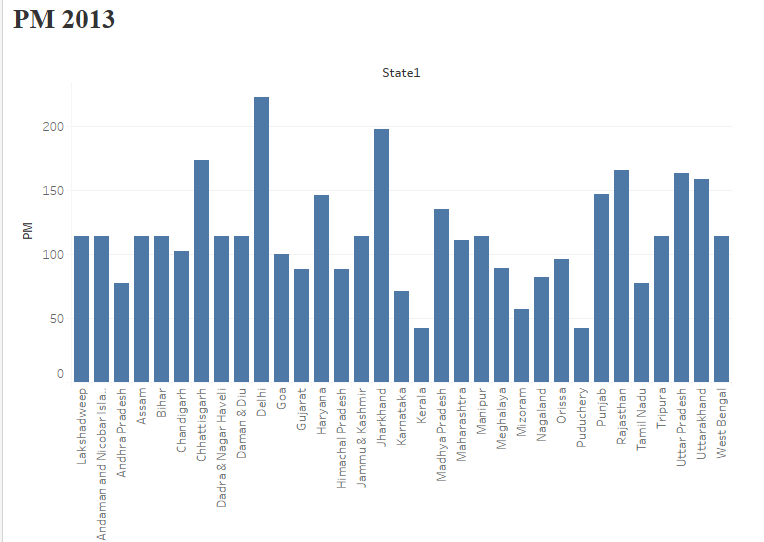 PM 2013
State1
PM
200
150
100
50
0
Lakshadweep
Andaman and Nicobar Isla..
Andhra Pradesh
Assam
Bihar
Chandigarh
Chhattisgarh
Dadra & Nagar Haveli
Daman & Diu
Delhi
Goa
Gujarat
Haryana
Himachal Pradesh
Jammu & Kashmir
Jharkhand
Karnataka
Kerala
Madhya Pradesh
Maharashtra
Manipur
Meghalaya
Mizoram
Nagaland
Orissa
Puduchery
Punjab
Rajasthan
Tamil Nadu
Tripura
Uttar Pradesh
Uttarakhand
West Bengal